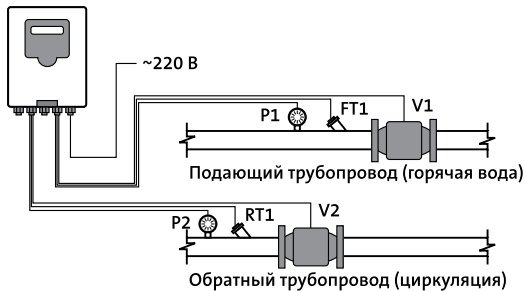 ~220 В
P1
FT1
V1
Подающий трубопровод (горячая вода)
P2
RT1
V2
Обратный трубопровод (циркуляция)